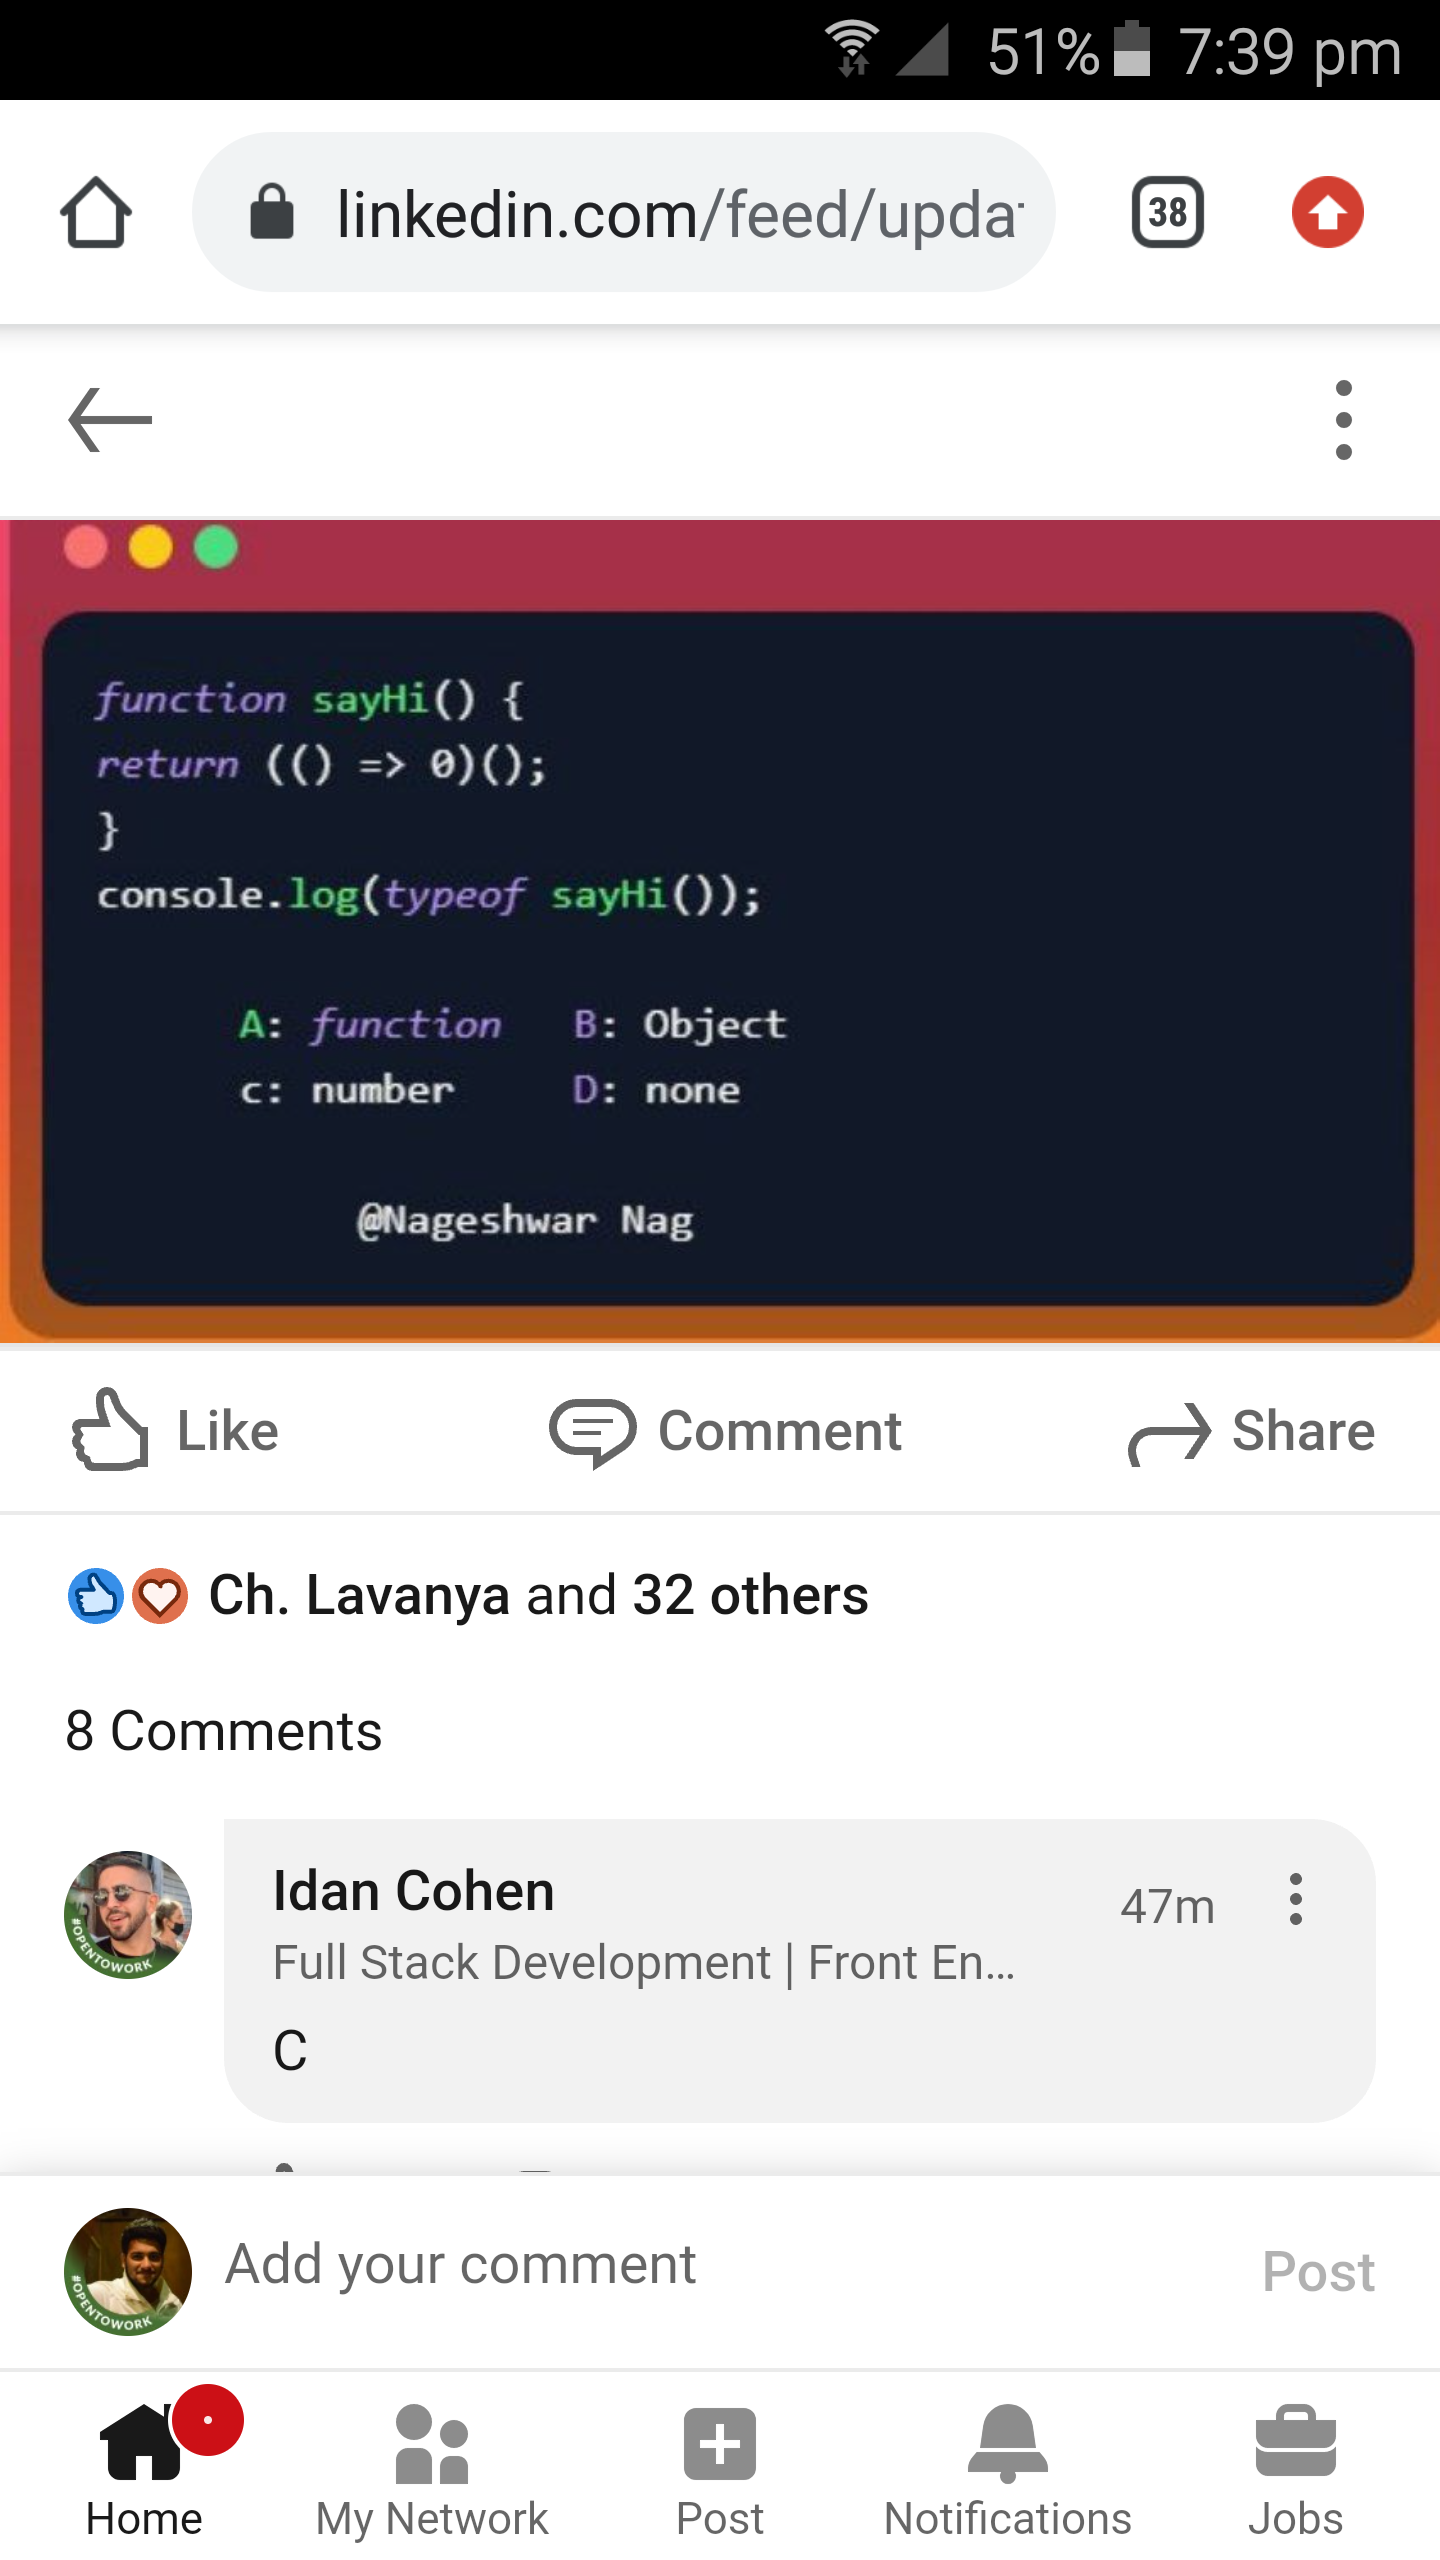 51% 7:39 pm
linkedin.com/feed/upda
38
function sayHi() {
return (() => 0)();
}
console.log(typeof sayHi());
A: function B: Object
c: number D: none
@Nageshwar Nag
Like Comment Share
Ch. Lavanya and 32 others
8 Comments
Idan Cohen
47m
Full Stack Development | Front En...
#OPENTOWORK
C
Add your comment
Post
#OPENTOWORK
Home My Network Post Notifications Jobs